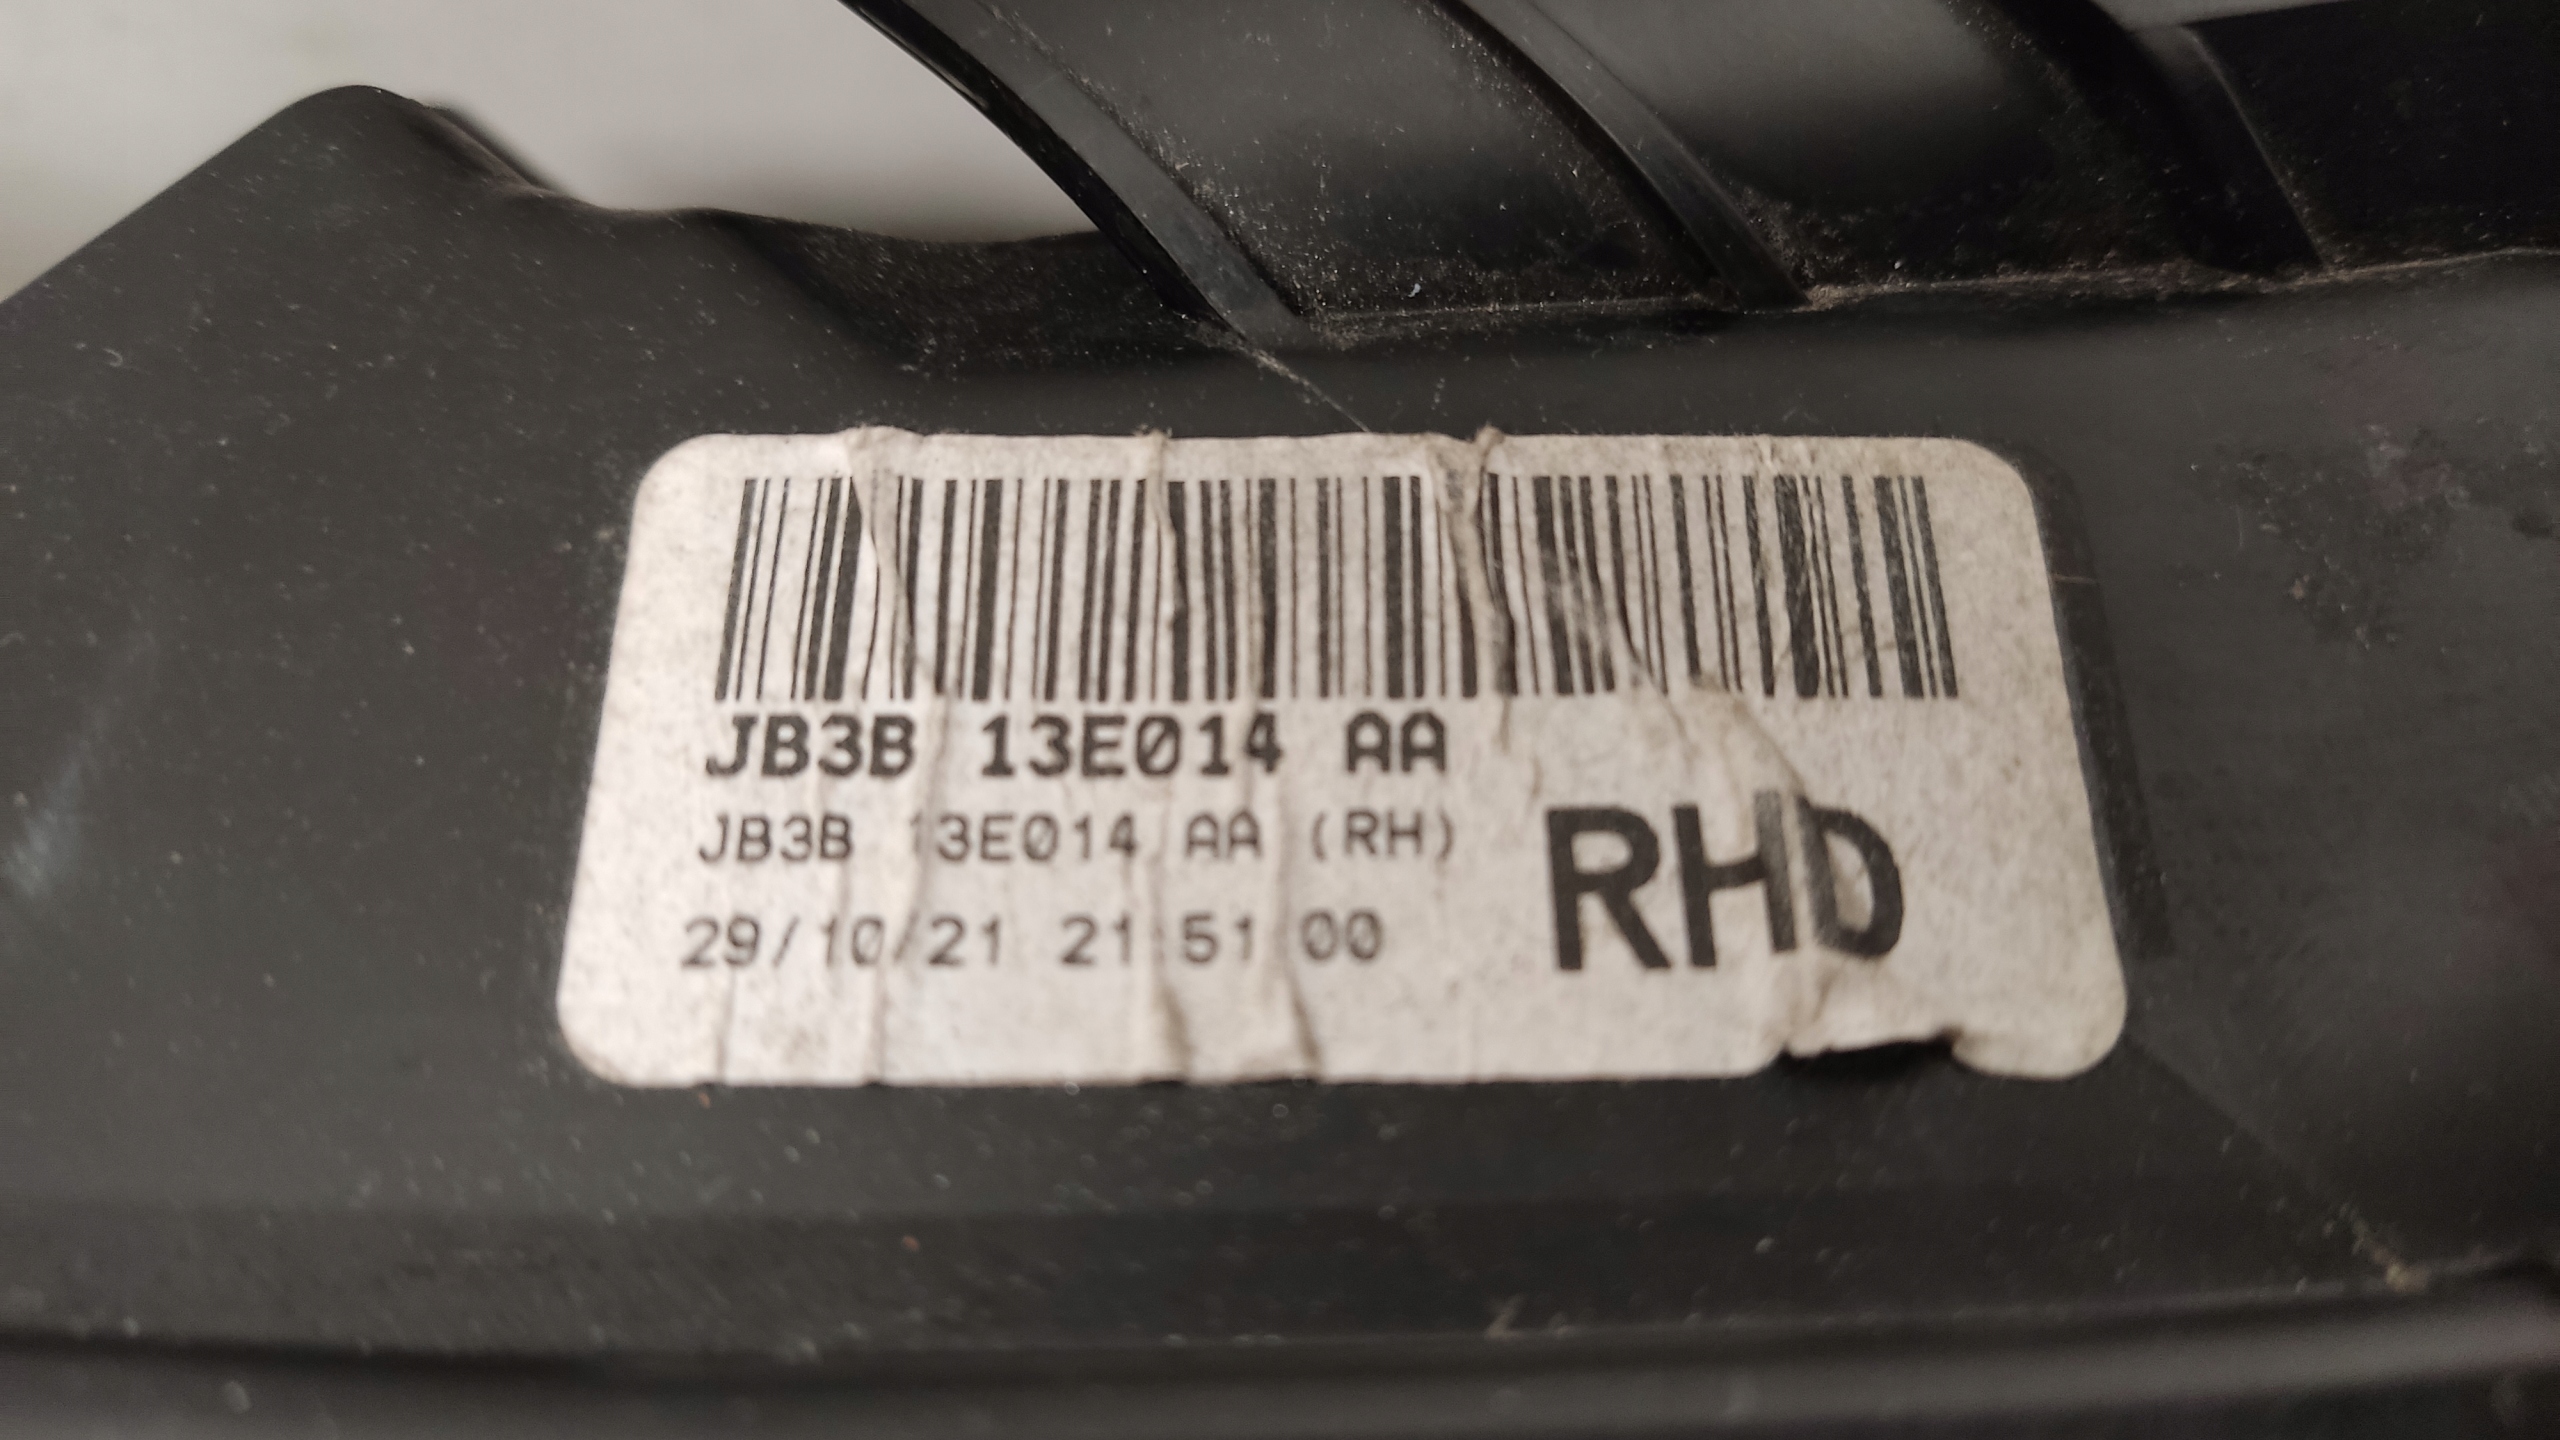 JB3B 13E014 AA
JB3B 13E014 AA (RH)
29/10/21 21 51 00
RHD